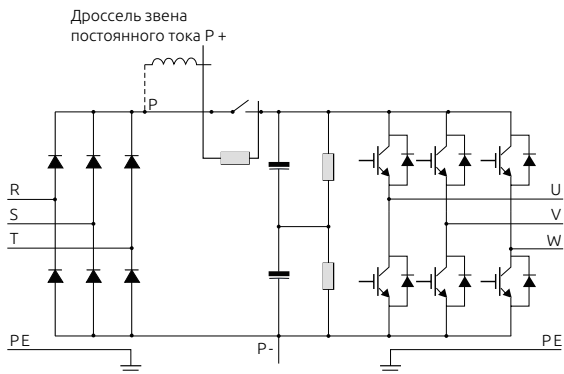 Дроссель звена
постоянного тока P +
P
R
S
T
U
V
W
PE
P-
PE